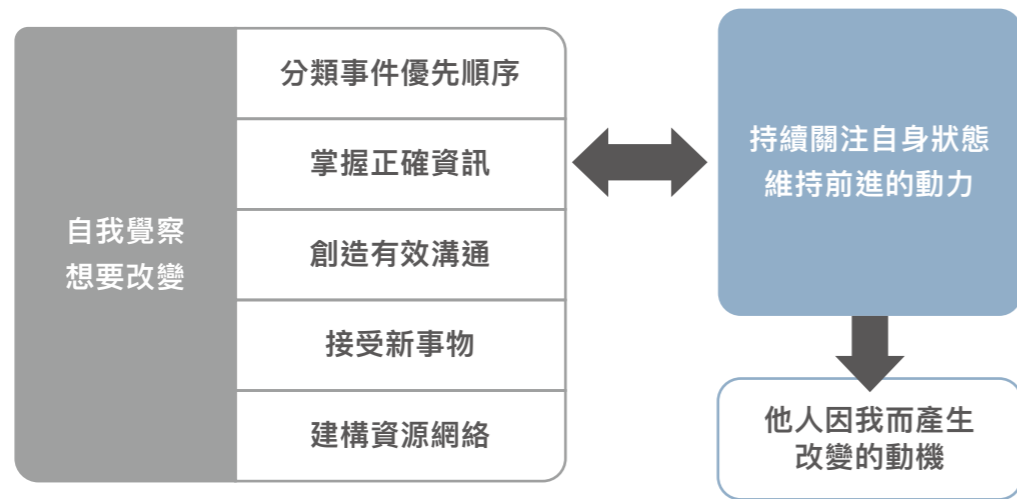 自我覺察
想要改變
分類事件優先順序
掌握正確資訊
創造有效溝通
接受新事物
建構資源網絡
持續關注自身狀態
維持前進的動力
他人因我而產生
改變的動機